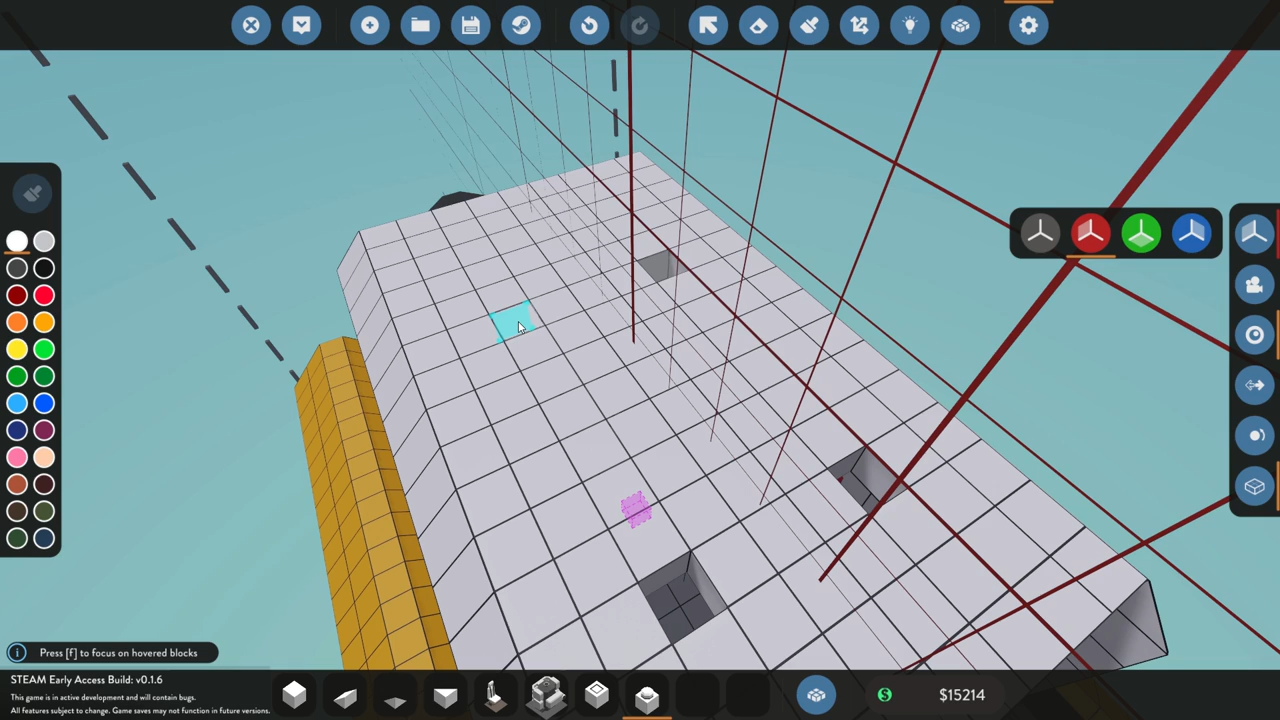 Press [f] to focus on hovered blocks
STEAM Early Access Build: v0.1.6
This game is in active development and will contain bugs.
All features subject to change. Game saves may not function in future versions.
$ $15214